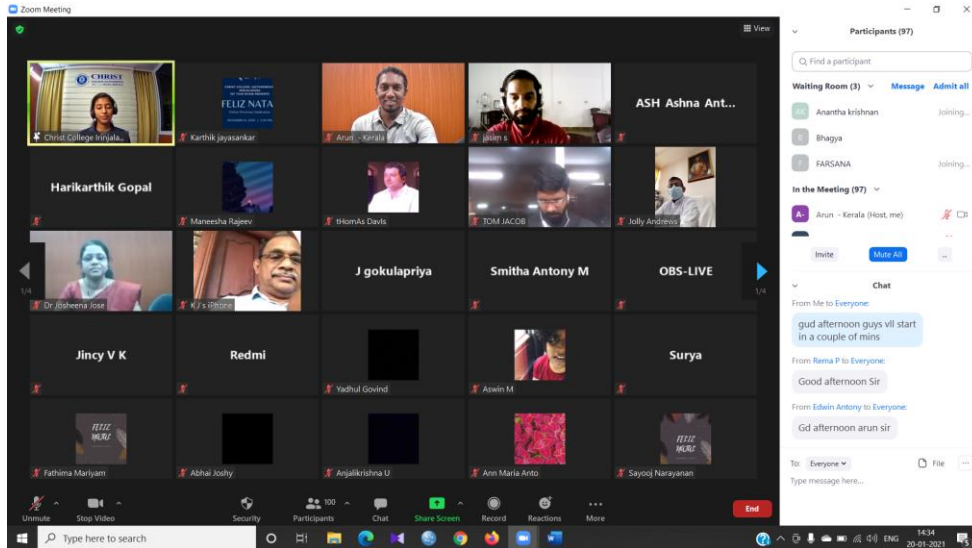 Zoom Meeting
View
CHRIST
Christ College Irinjala...
FELIZ NATA
Karthik jayasankar
Arun - Kerala
jasim s
ASH Ashna Ant...
Harikarthik Gopal
Maneesha Rajeev
tHomAs DavIs
TOM JACOB
Jolly Andrews
Dr Josheena Jose
K J's iPhone
J gokulapriya
Smitha Antony M
OBS-LIVE
1/4
1/4
Jincy V K
Redmi
Yadhul Govind
Aswin M
Surya
FELIZ
Fathima Mariyam
Abhai Joshy
Anjalikrishna U
Ann Maria Anto
FELIZ
Sayooj Narayanan
Unmute
Stop Video
Security
Participants
100
Chat
Share Screen
Record
Reactions
More
End
Participants (97)
Find a participant
Waiting Room (3)
Message
Admit all
Anantha krishnan
Joining...
Bhagya
FARSANA
Joining...
In the Meeting (97)
A-
Arun - Kerala (Host, me)
Invite
Mute All
...
Chat
From Me to Everyone:
gud afternoon guys vll start
in a couple of mins
From Rema P to Everyone:
Good afternoon Sir
From Edwin Antony to Everyone:
Gd afternoon arun sir
To: Everyone
File
Type message here...
Type here to search
ENG
14:34
20-01-2021